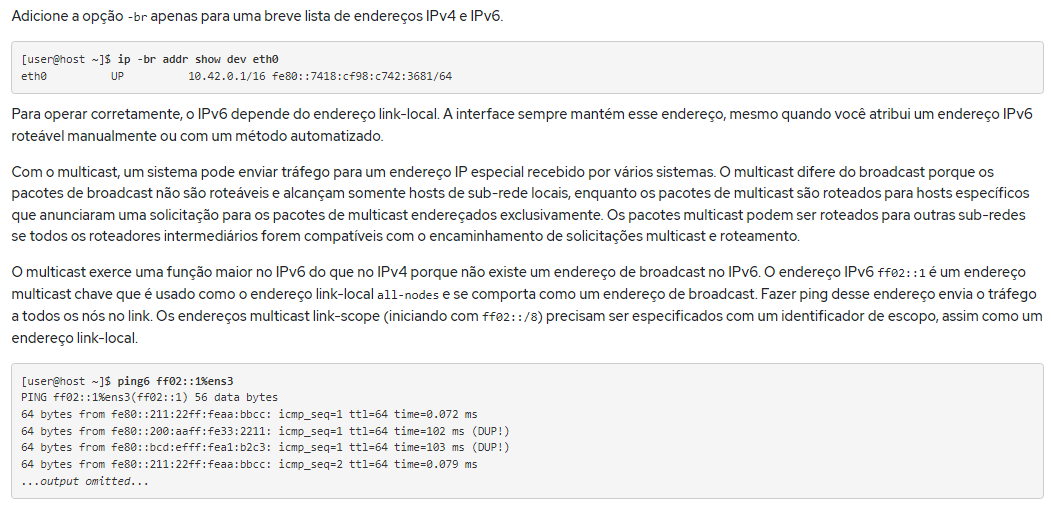 Adicione a opção -br apenas para uma breve lista de endereços IPv4 e IPv6.
[user@host ~]$ ip -br addr show dev eth0
eth0 UP 10.42.0.1/16 fe80::7418:cf98:c742:3681/64
Para operar corretamente, o IPv6 depende do endereço link-local. A interface sempre mantém esse endereço, mesmo quando você atribui um endereço IPv6
roteável manualmente ou com um método automatizado.
Com o multicast, um sistema pode enviar tráfego para um endereço IP especial recebido por vários sistemas. O multicast difere do broadcast porque os
pacotes de broadcast não são roteáveis e alcançam somente hosts de sub-rede locais, enquanto os pacotes de multicast são roteados para hosts específicos
que anunciaram uma solicitação para os pacotes de multicast endereçados exclusivamente. Os pacotes multicast podem ser roteados para outras sub-redes
se todos os roteadores intermediários forem compatíveis com o encaminhamento de solicitações multicast e roteamento.
O multicast exerce uma função maior no IPv6 do que no IPv4 porque não existe um endereço de broadcast no IPv6. O endereço IPv6 ff02::1 é um endereço
multicast chave que é usado como o endereço link-local all-nodes e se comporta como um endereço de broadcast. Fazer ping desse endereço envia o tráfego
a todos os nós no link. Os endereços multicast link-scope (iniciando com ff02::/8) precisam ser especificados com um identificador de escopo, assim como um
endereço link-local.
[user@host ~]$ ping6 ff02::1%ens3
PING ff02::1%ens3(ff02::1) 56 data bytes
64 bytes from fe80::211:22ff:feaa:bbcc: icmp_seq=1 ttl=64 time=0.072 ms
64 bytes from fe80::200:aaff:fe33:2211: icmp_seq=1 ttl=64 time=102 ms (DUP!)
64 bytes from fe80::bcd:efff:fea1:b2c3: icmp_seq=1 ttl=64 time=103 ms (DUP!)
64 bytes from fe80::211:22ff:feaa:bbcc: icmp_seq=2 ttl=64 time=0.079 ms
...output omitted...